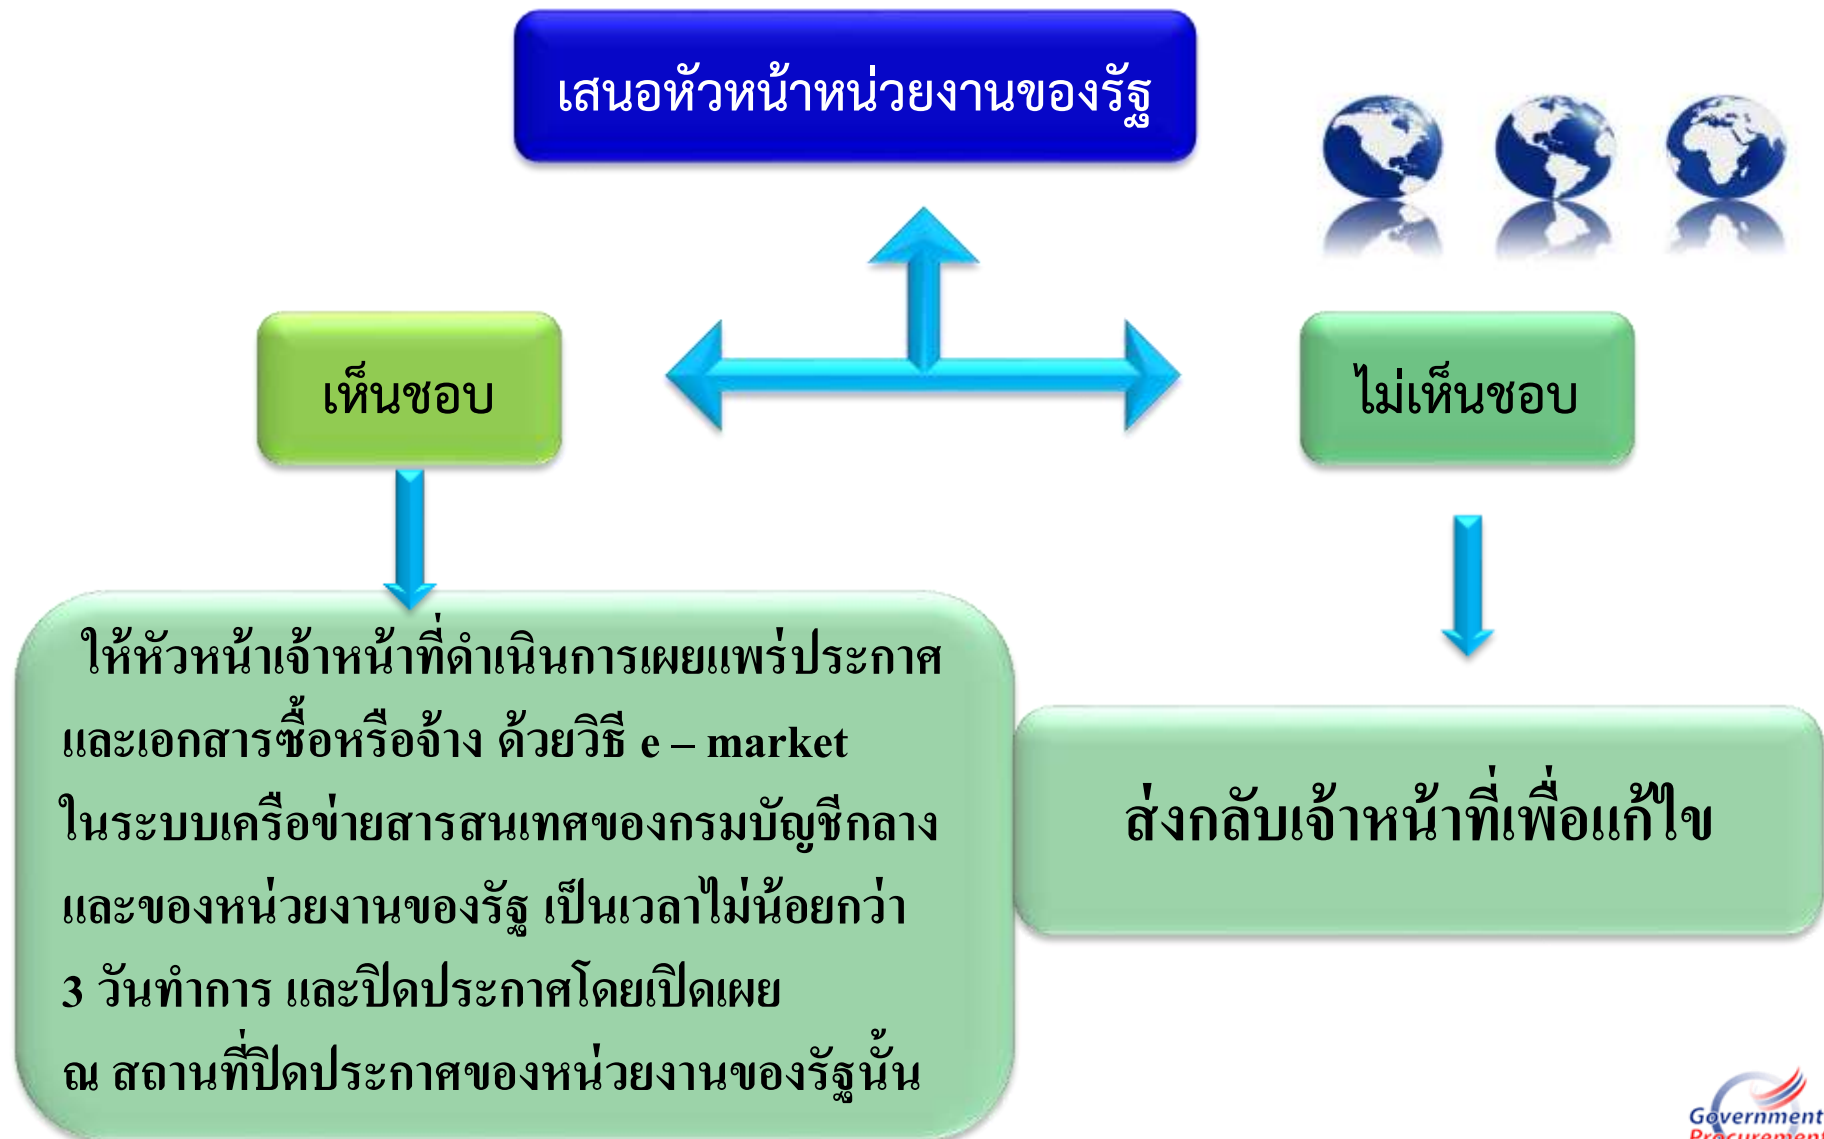 เสนอหัวหน้าหน่วยงานของรัฐ
เห็นชอบ
ไม่เห็นชอบ
ให้หัวหน้าเจ้าหน้าที่ดำเนินการเผยแพร่ประกาศ
และเอกสารซื้อหรือจ้าง ด้วยวิธี e – market
ในระบบเครือข่ายสารสนเทศของกรมบัญชีกลาง
และของหน่วยงานของรัฐ เป็นเวลาไม่น้อยกว่า
3 วันทำการ และปิดประกาศโดยเปิดเผย
ณ สถานที่ปิดประกาศของหน่วยงานของรัฐนั้น
ส่งกลับเจ้าหน้าที่เพื่อแก้ไข
Government
Procurement